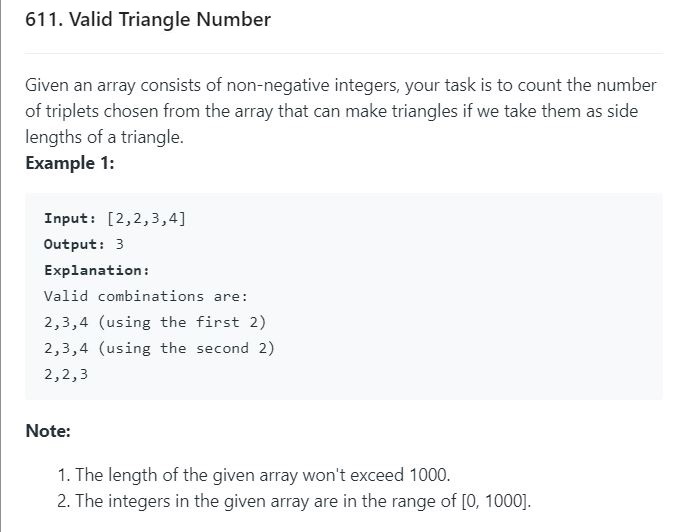 611. Valid Triangle Number
Given an array consists of non-negative integers, your task is to count the number
of triplets chosen from the array that can make triangles if we take them as side
lengths of a triangle.
Example 1:
Input: [2,2,3,4]
Output: 3
Explanation:
Valid combinations are:
2,3,4 (using the first 2)
2,3,4 (using the second 2)
2,2,3
Note:
1. The length of the given array won't exceed 1000.
2. The integers in the given array are in the range of [0, 1000].